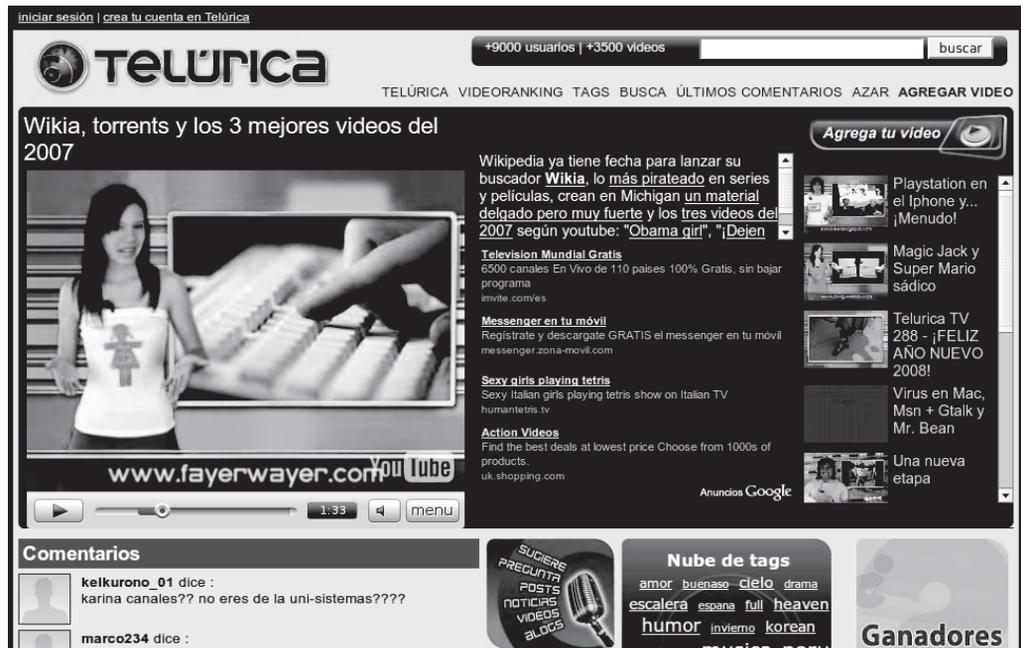 iniciar sesión | crea tu cuenta en Telúrica
TELÚRICA
+9000 usuarios | +3500 videos
buscar
TELÚRICA VIDEORANKING TAGS BUSCA ÚLTIMOS COMENTARIOS AZAR AGREGAR VIDEO
Wikia, torrents y los 3 mejores videos del
2007
www.fayerwayer.com
You Tube
1:33
menu
Wikipedia ya tiene fecha para lanzar su
buscador Wikia, lo más pirateado en series
y películas, crean en Michigan un material
delgado pero muy fuerte y los tres videos del
2007 según youtube: "Obama girl", "¡Dejen
Television Mundial Gratis
6500 canales En Vivo de 110 paises 100% Gratis, sin bajar
programa
imvite.com/es
Messenger en tu móvil
Regístrate y descargate GRATIS el messenger en tu móvil
messenger.zona-movil.com
Sexy girls playing tetris
Sexy Italian girls playing tetris show on Italian TV
humantetris.tv
Action Videos
Find the best deals at lowest price Choose from 1000s of
products.
uk.shopping.com
Anuncios Google
Agrega tu video
Playstation en
el Iphone y...
¡Menudo!
Magic Jack y
Super Mario
sádico
Telurica TV
288 - ¡FELIZ
AÑO NUEVO
2008!
Virus en Mac,
Msn + Gtalk y
Mr. Bean
Una nueva
etapa
Comentarios
keikurono_01 dice :
karina canales?? no eres de la uni-sistemas????
marco234 dice :
SUGIERE
PREGUNTA
POSTS
NOTICIAS
VIDEOS
BLOGS
Nube de tags
amor buenaso cielo drama
escalera espana full heaven
humor invierno korean
musica peru
Ganadores